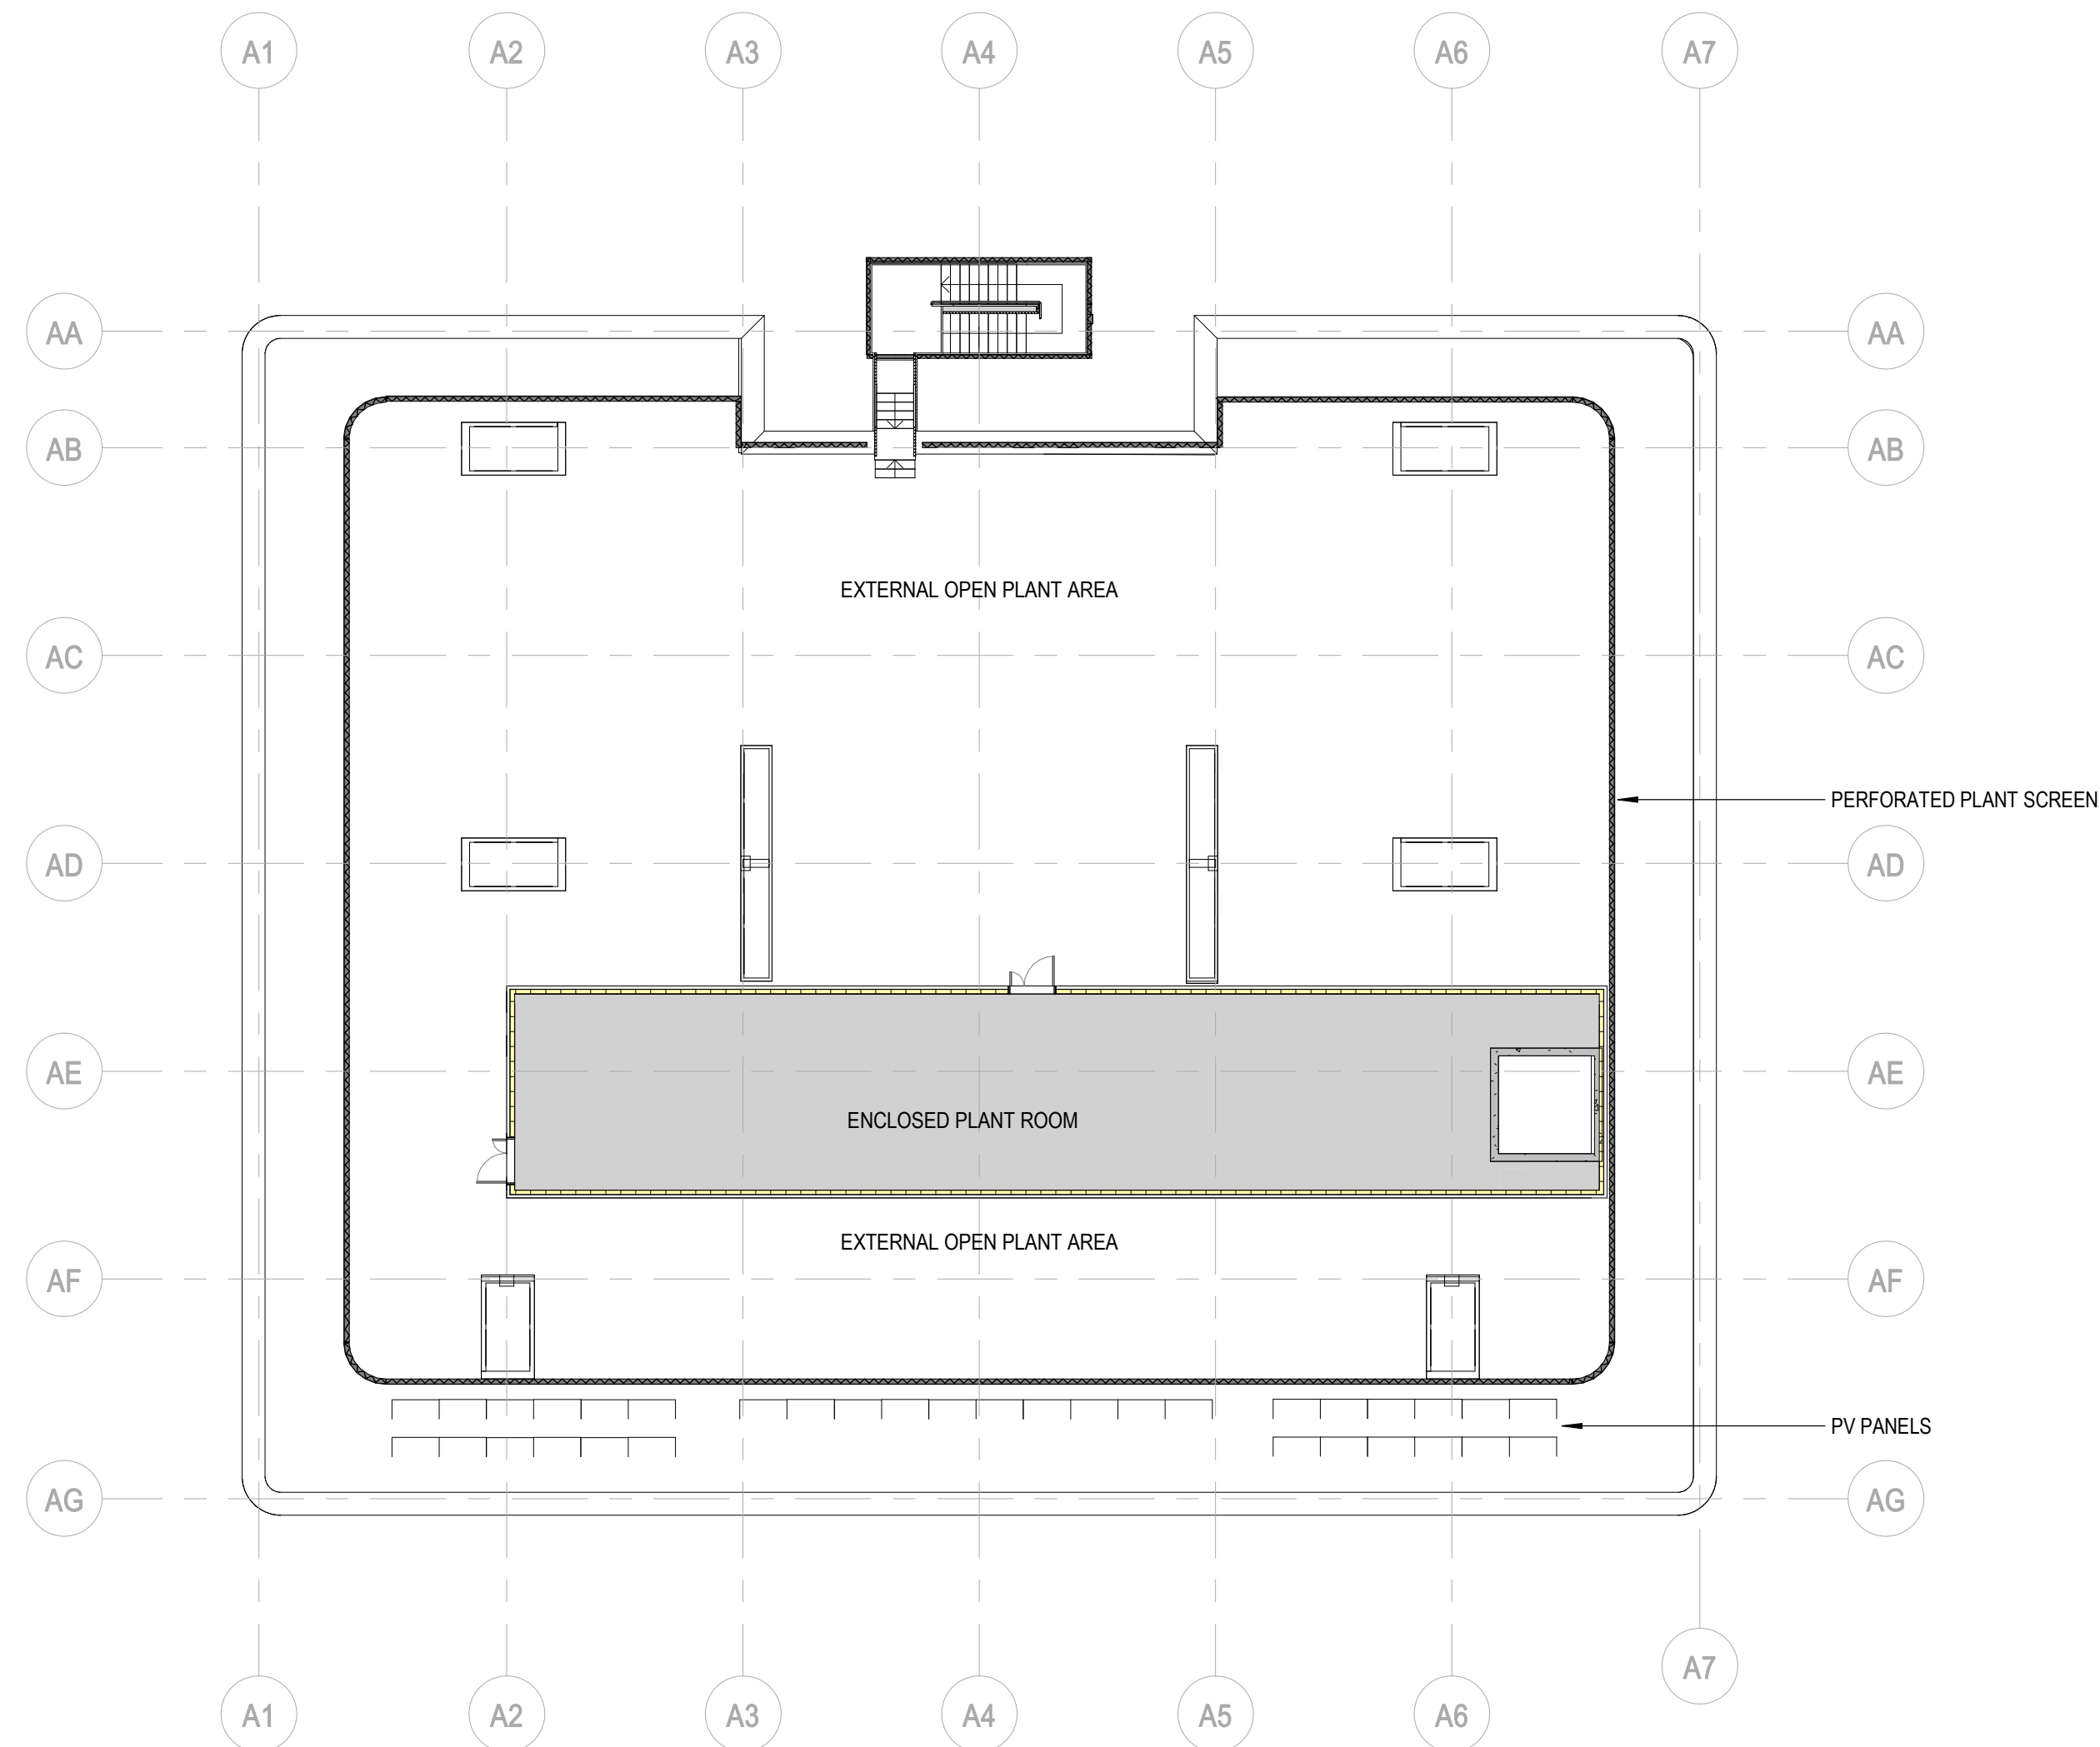 A1 A2 A3 A4 A5 A6 A7
AA AA
AB AB
EXTERNAL OPEN PLANT AREA
AC AC
PERFORATED PLANT SCREEN
AD AD
AE AE
ENCLOSED PLANT ROOM
EXTERNAL OPEN PLANT AREA
AF AF
PV PANELS
AG AG
A7
A1 A2 A3 A4 A5 A6